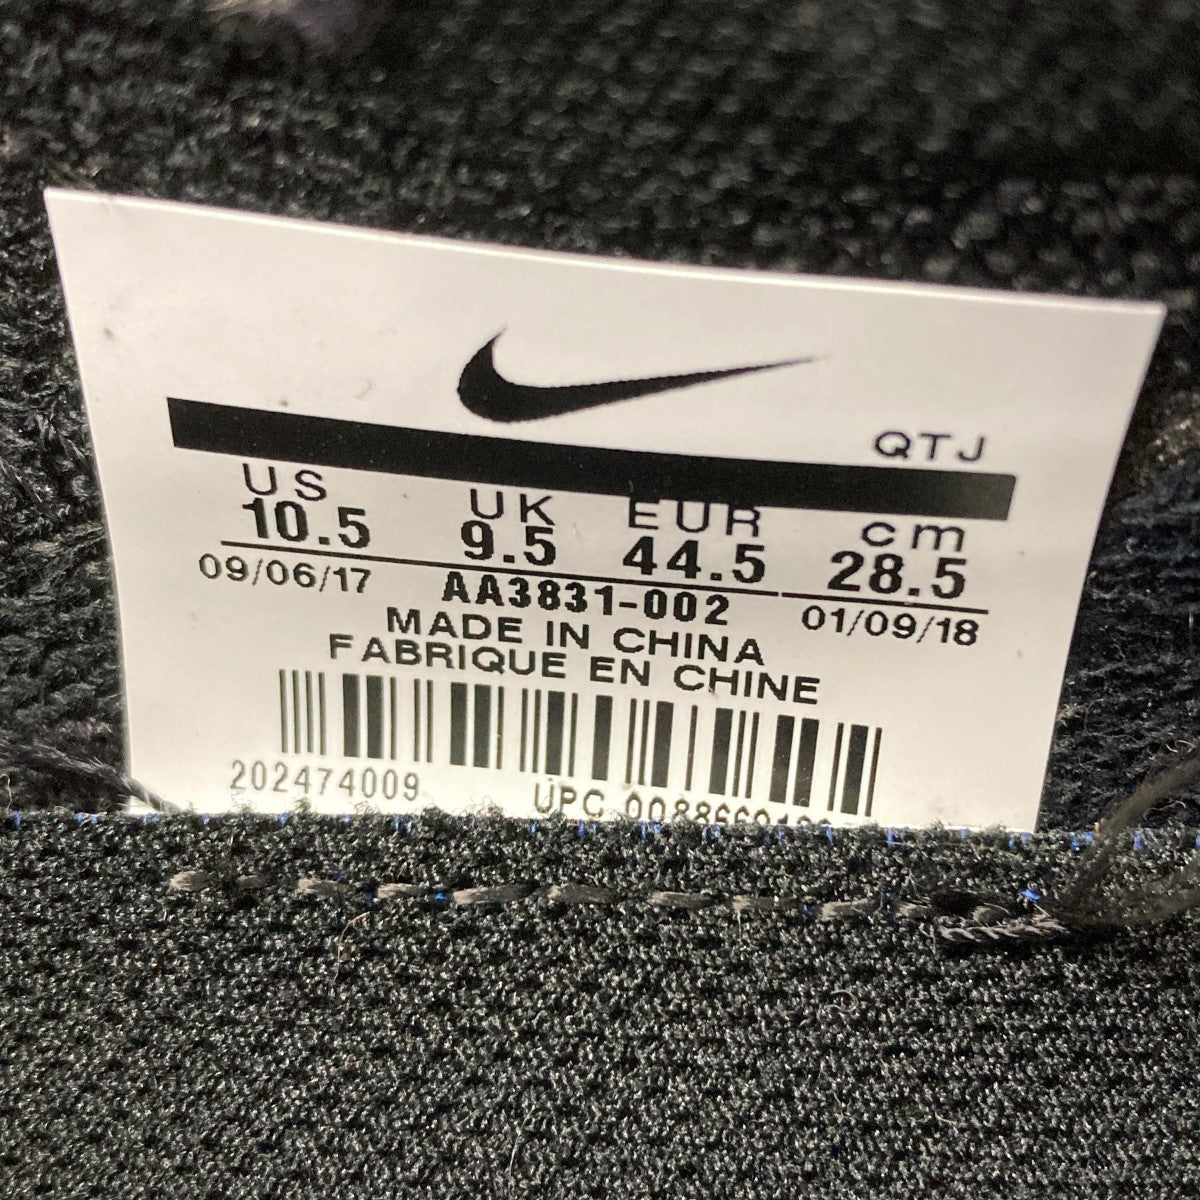 QTJ
US UK EUR cm
10.5 9.5 44.5 28.5
09/06/17 AA3831-002 01/09/18
MADE IN CHINA
FABRIQUE EN CHINE
202474009 UPC